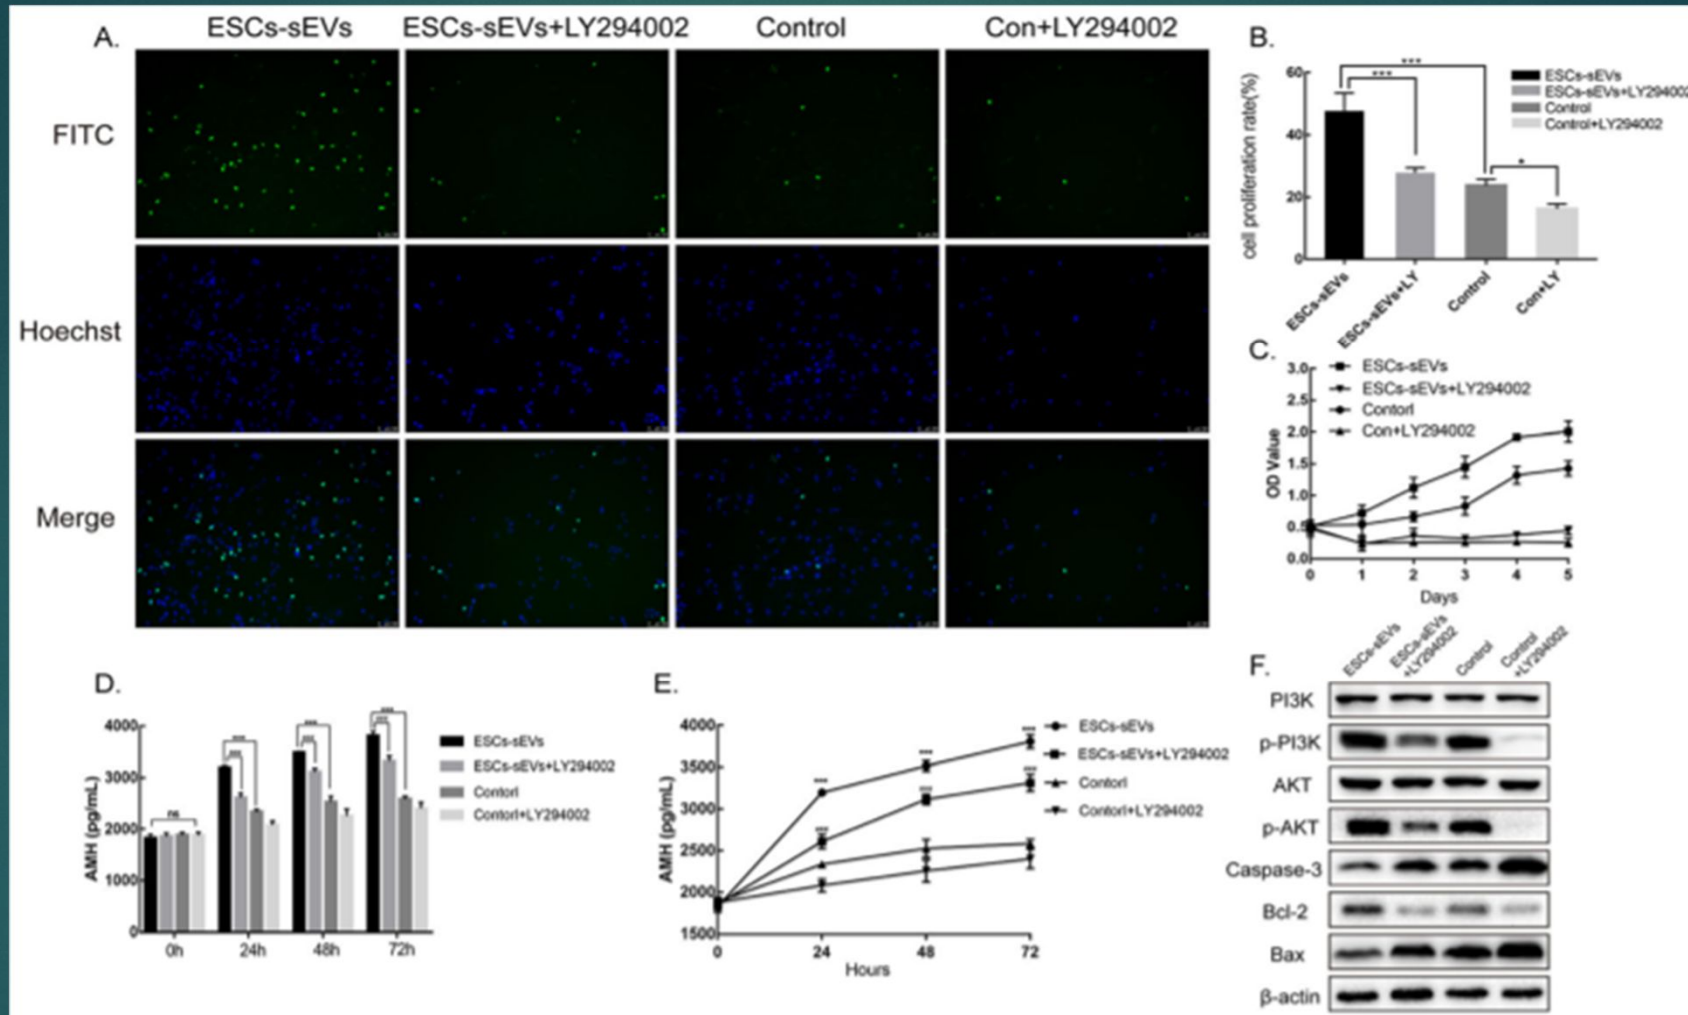 A.
ESCs-sEVs ESCs-sEVs+LY294002 Control Con+LY294002
FITC
Hoechst
Merge
B.
cell proliferation rate(%)
60
40
20
0
***
***
*
ESCs-sEVs
ESCs-sEVs+LY294002
Control
Control+LY294002
ESCs-sEVs ESCs-sEVs+LY Control Con+LY
C.
ESCs-sEVs
ESCs-sEVs+LY294002
Contorl
Con+LY294002
OD Value
3.0
2.5
2.0
1.5
1.0
0.5
0.0
0 1 2 3 4 5
Days
D.
AMH (pg/mL)
4000
3000
2000
1000
0
ns
*** ***
*** ***
*** ***
0h 24h 48h 72h
ESCs-sEVs
ESCs-sEVs+LY294002
Contorl
Contorl+LY294002
E.
AMH (pg/mL)
4000
3500
3000
2500
2000
1500
*** *** ***
*** *** ***
0 24 48 72
Hours
ESCs-sEVs
ESCs-sEVs+LY294002
Contorl
Contorl+LY294002
F.
ESCs-sEVs
ESCs-sEVs
+LY294002
Control
Control
+LY294002
PI3K
p-PI3K
AKT
p-AKT
Caspase-3
Bcl-2
Bax
β-actin